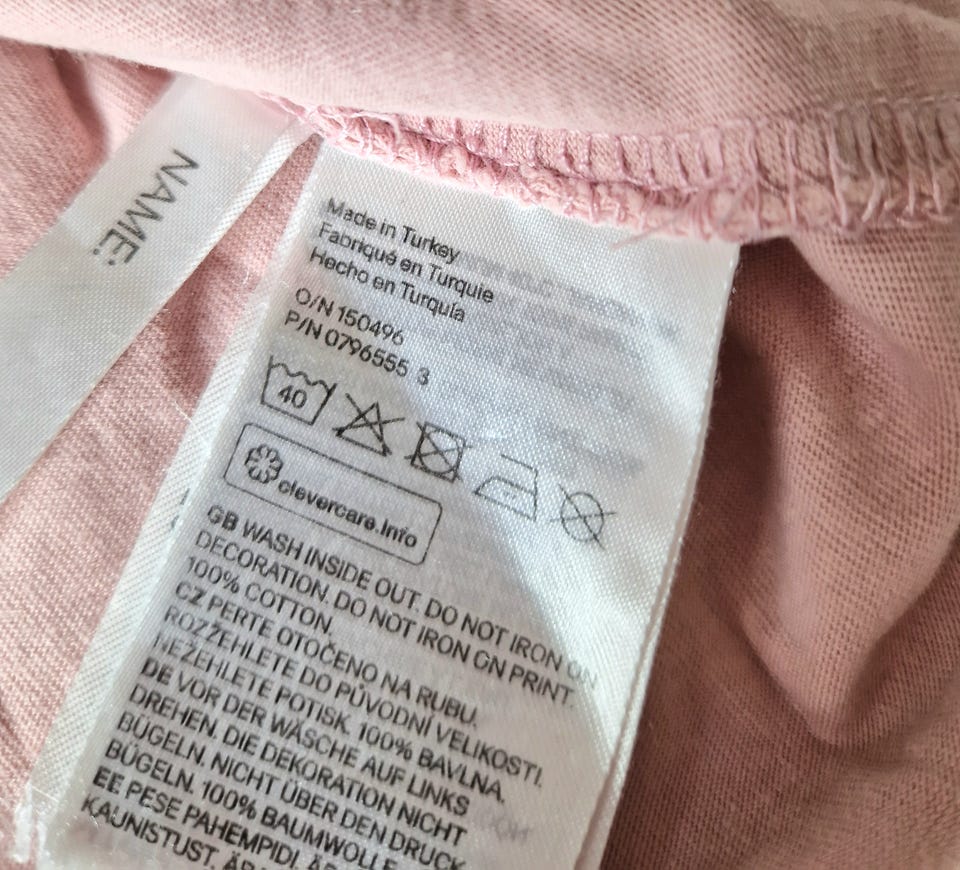 NAME:
Made in Turkey
Fabriqué en Turquie
Hecho en Turquía
O/N 150496
P/N 0796555 3
40
clevercare.info
GB WASH INSIDE OUT. DO NOT IRON ON
DECORATION. DO NOT IRON ON PRINT.
100% COTTON.
CZ PERTE OTOČENO NA RUBU.
ROZŽEHLETE DO PŮVODNÍ VELIKOSTI.
NEŽEHLETE POTISK. 100% BAVLNA.
DE VOR DER WÄSCHE AUF LINKS
DREHEN. DIE DEKORATION NICHT
BÜGELN. NICHT ÜBER DEN DRUCK
BÜGELN. 100% BAUMWOLLE
EE PESE PAHEMPIDI.
KAUNISTUST.